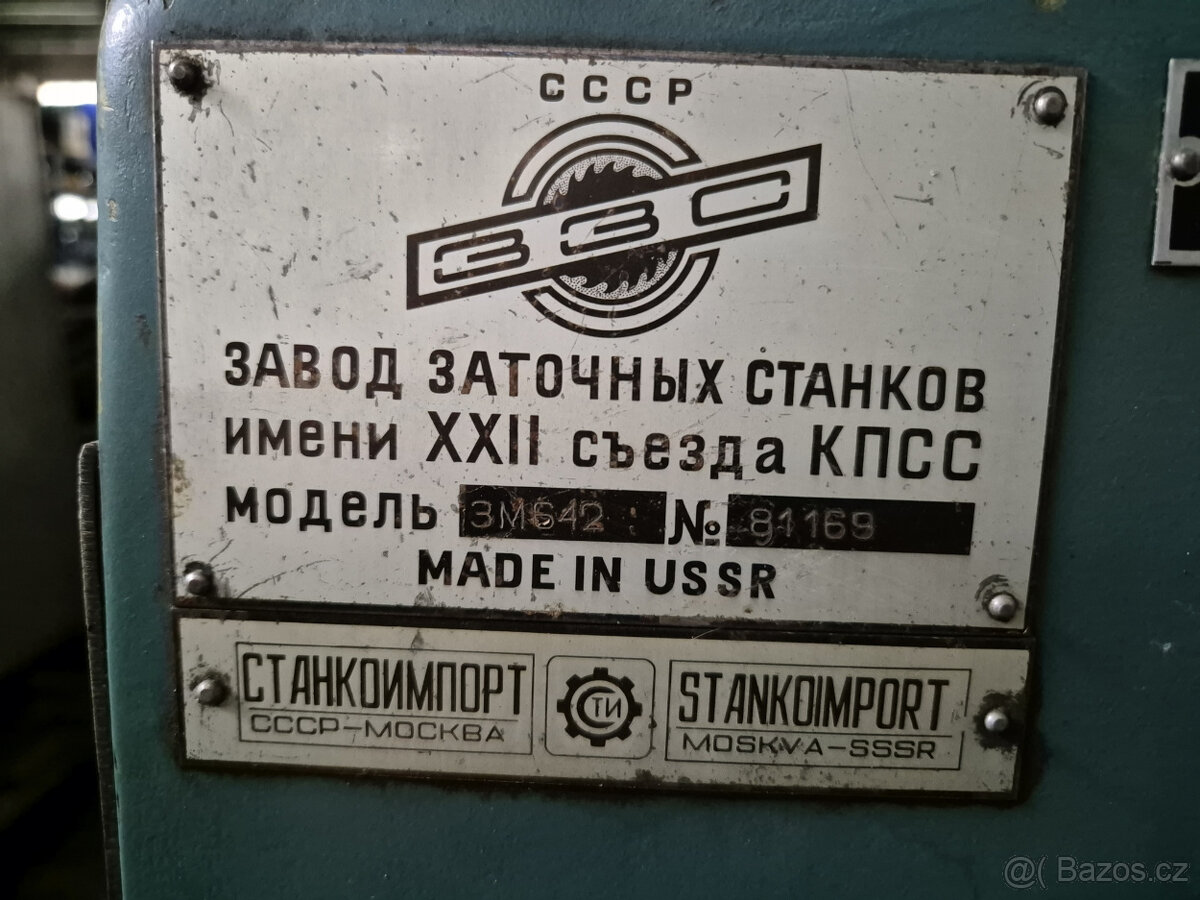 СССР
ЗЗС
ЗАВОД ЗАТОЧНЫХ СТАНКОВ
имени XXII съезда КПСС
модель 3М642 № 81169
MADE IN USSR
СТАНКОИМПОРТ
СССР–МОСКВА
СТИ
STANKOIMPORT
MOSKVA–SSSR
@( Bazos.cz